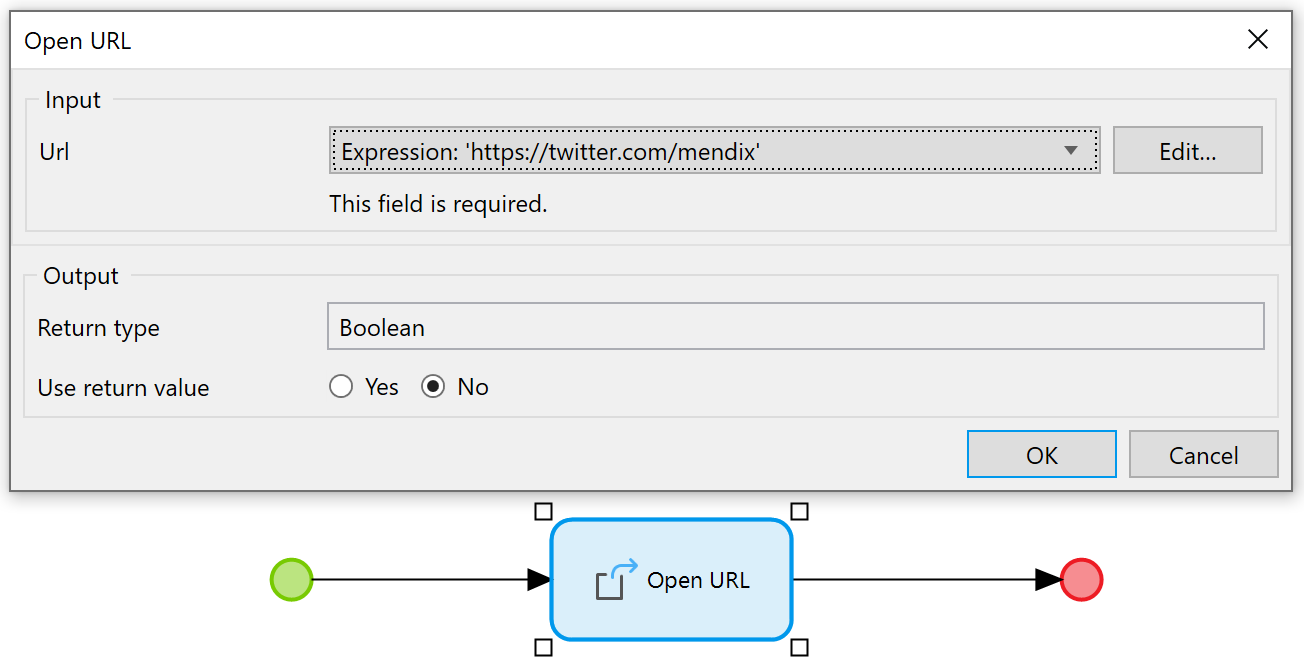 Open URL
Input
Url
Expression: 'https://twitter.com/mendix'
Edit...
This field is required.
Output
Return type
Boolean
Use return value
Yes
No
OK
Cancel
Open URL